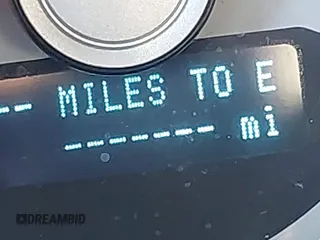 -- MILES TO E
------ mi
DREAMBID